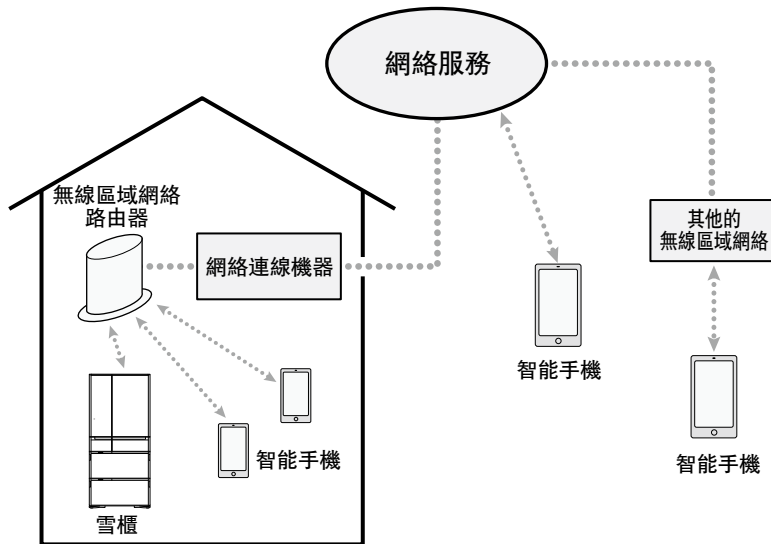 網絡服務
無線區域網絡
路由器
網絡連線機器
其他的
無線區域網絡
智能手機
智能手機
智能手機
雪櫃